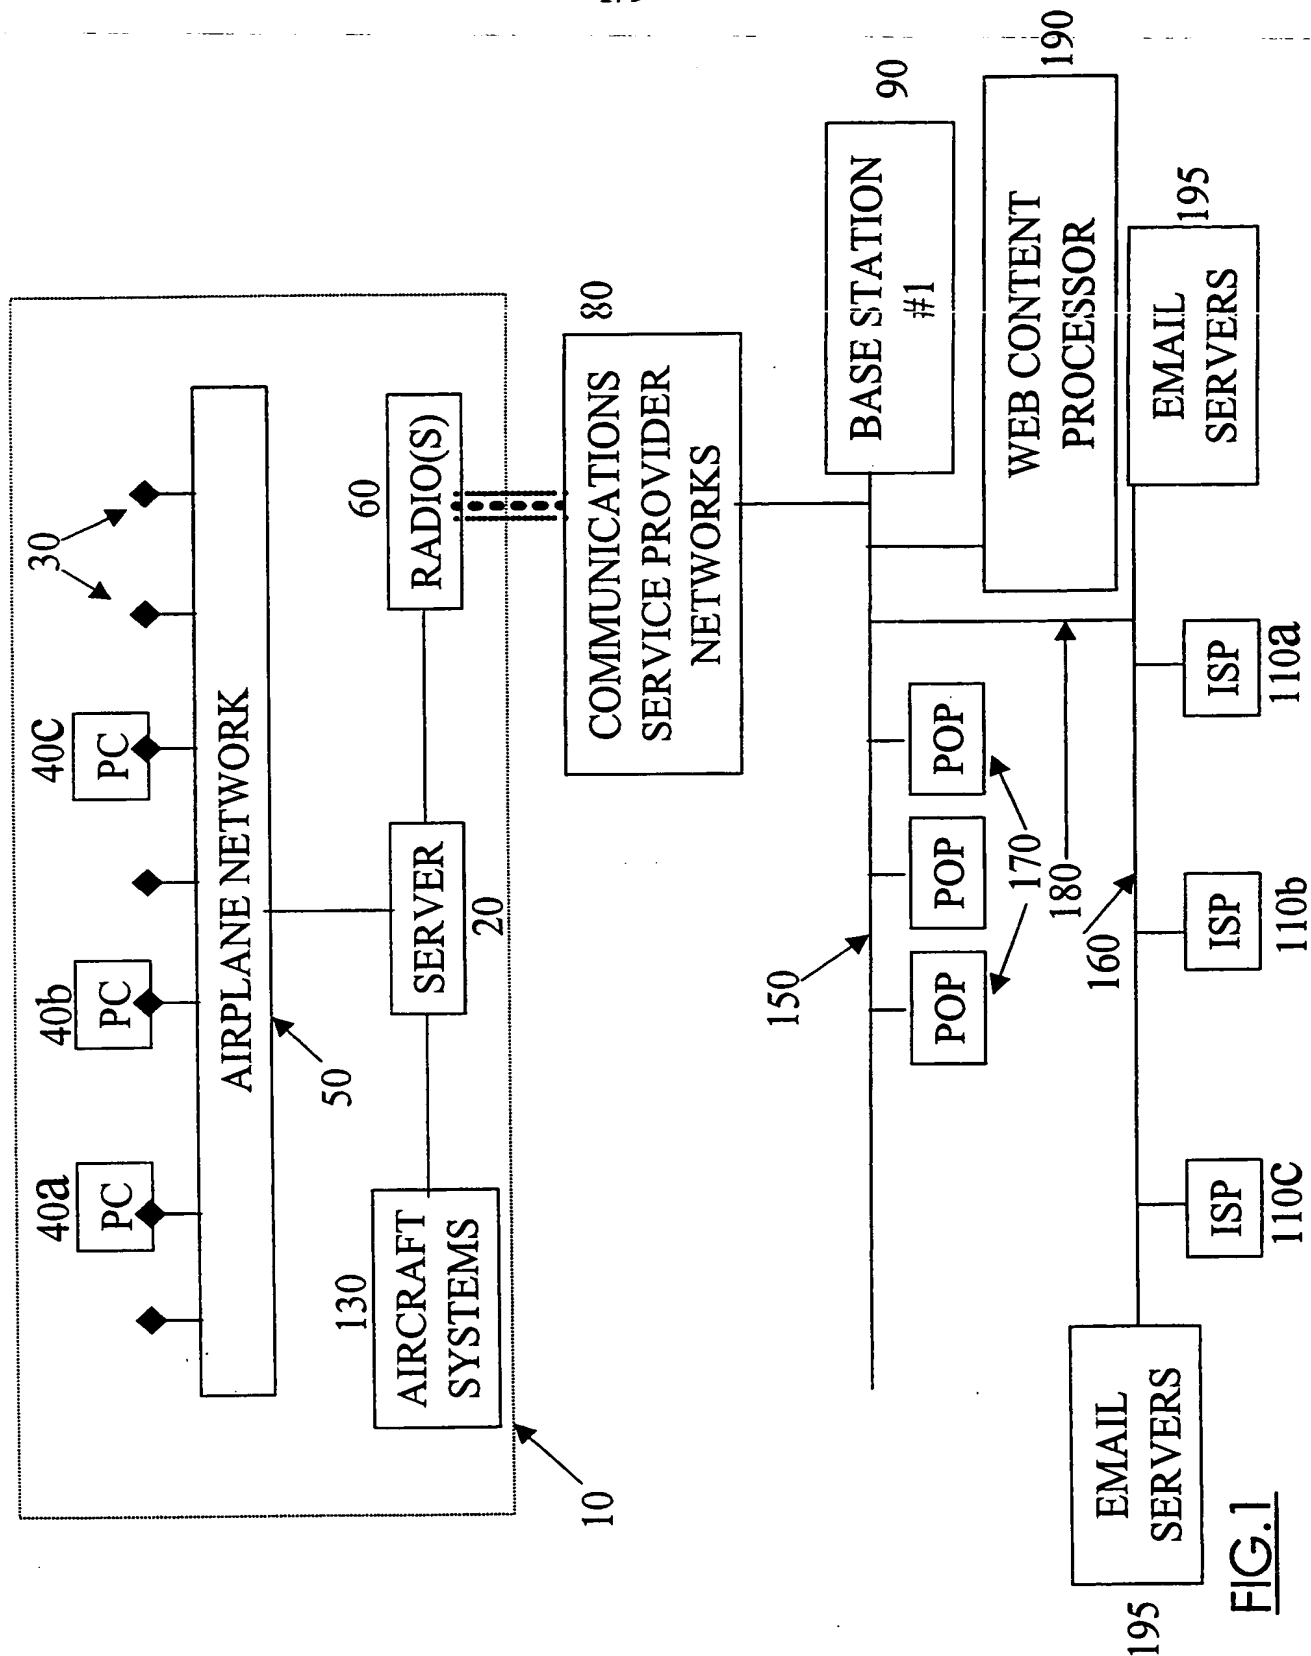 40a
40b
40c
30
PC
PC
PC
AIRPLANE NETWORK
50
130
60
AIRCRAFT
SYSTEMS
SERVER
20
RADIO(S)
10
80
COMMUNICATIONS
SERVICE PROVIDER
NETWORKS
150
90
BASE STATION
#1
POP
POP
POP
170
180
190
WEB CONTENT
PROCESSOR
160
195
EMAIL
SERVERS
195
EMAIL
SERVERS
ISP
ISP
ISP
110c
110b
110a
FIG.1